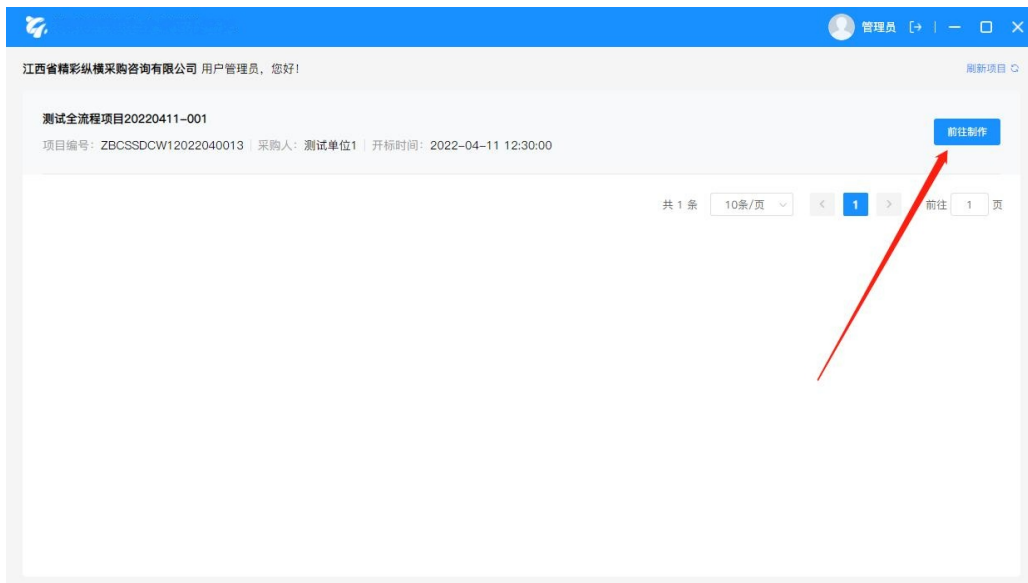 管理员
江西省精彩纵横采购咨询有限公司 用户管理员，您好！ 刷新项目
测试全流程项目20220411-001
前往制作
项目编号：ZBCSSDCW12022040013 采购人：测试单位1 开标时间：2022-04-11 12:30:00
共 1 条 10条/页 1 前往 1 页